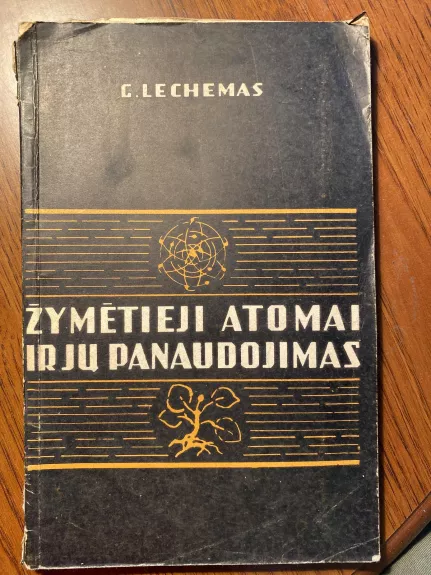 G. LECHEMAS
ŽYMĖTIEJI ATOMAI
IR JŲ PANAUDOJIMAS